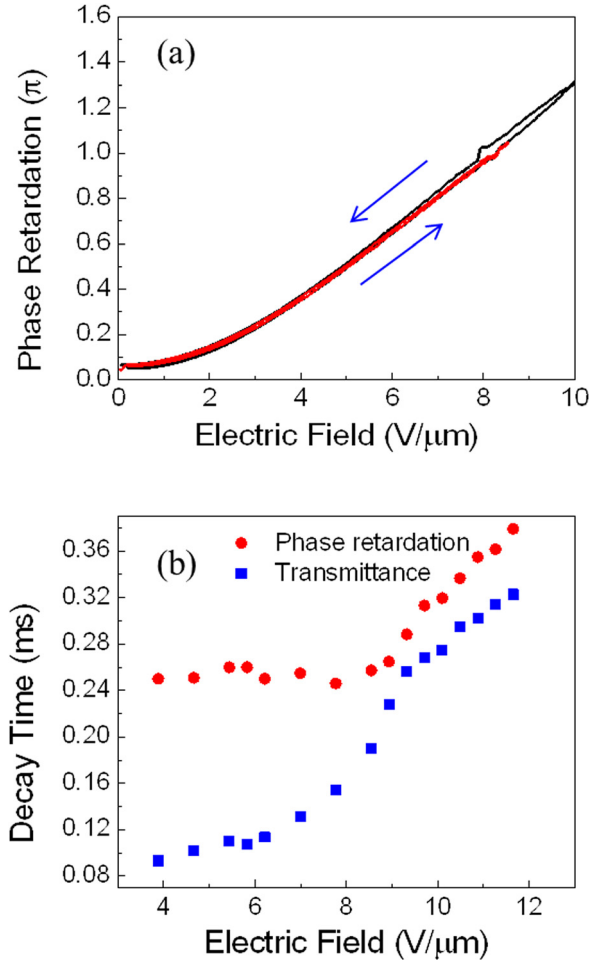 (a)
Phase Retardation (π)
1.6
1.4
1.2
1.0
0.8
0.6
0.4
0.2
0.0
0 2 4 6 8 10
Electric Field (V/μm)
(b)
Phase retardation
Transmittance
Decay Time (ms)
0.36
0.32
0.28
0.24
0.20
0.16
0.12
0.08
4 6 8 10 12
Electric Field (V/μm)